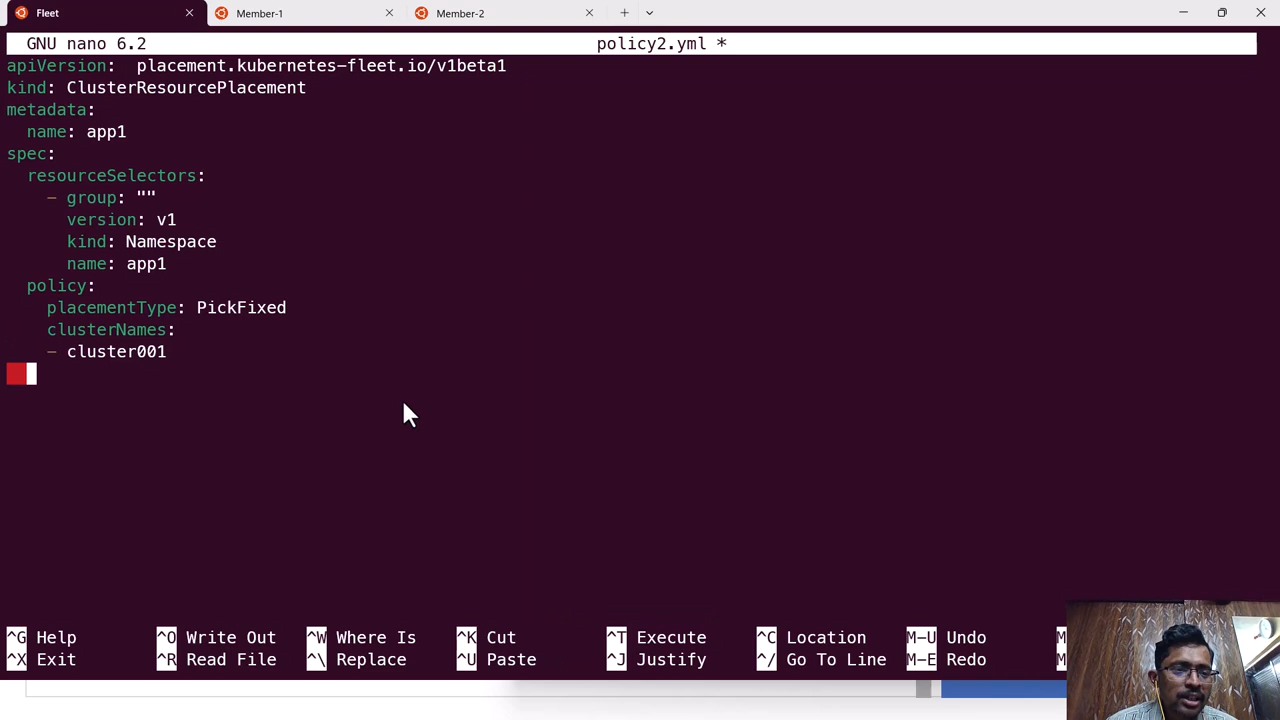 Fleet Member-1 Member-2
GNU nano 6.2 policy2.yml *
apiVersion:  placement.kubernetes-fleet.io/v1beta1
kind: ClusterResourcePlacement
metadata:
  name: app1
spec:
  resourceSelectors:
    - group: ""
      version: v1
      kind: Namespace
      name: app1
  policy:
    placementType: PickFixed
    clusterNames:
    - cluster001
^G Help ^O Write Out ^W Where Is ^K Cut ^T Execute ^C Location M-U Undo M
^X Exit ^R Read File ^\ Replace ^U Paste ^J Justify ^/ Go To Line M-E Redo M